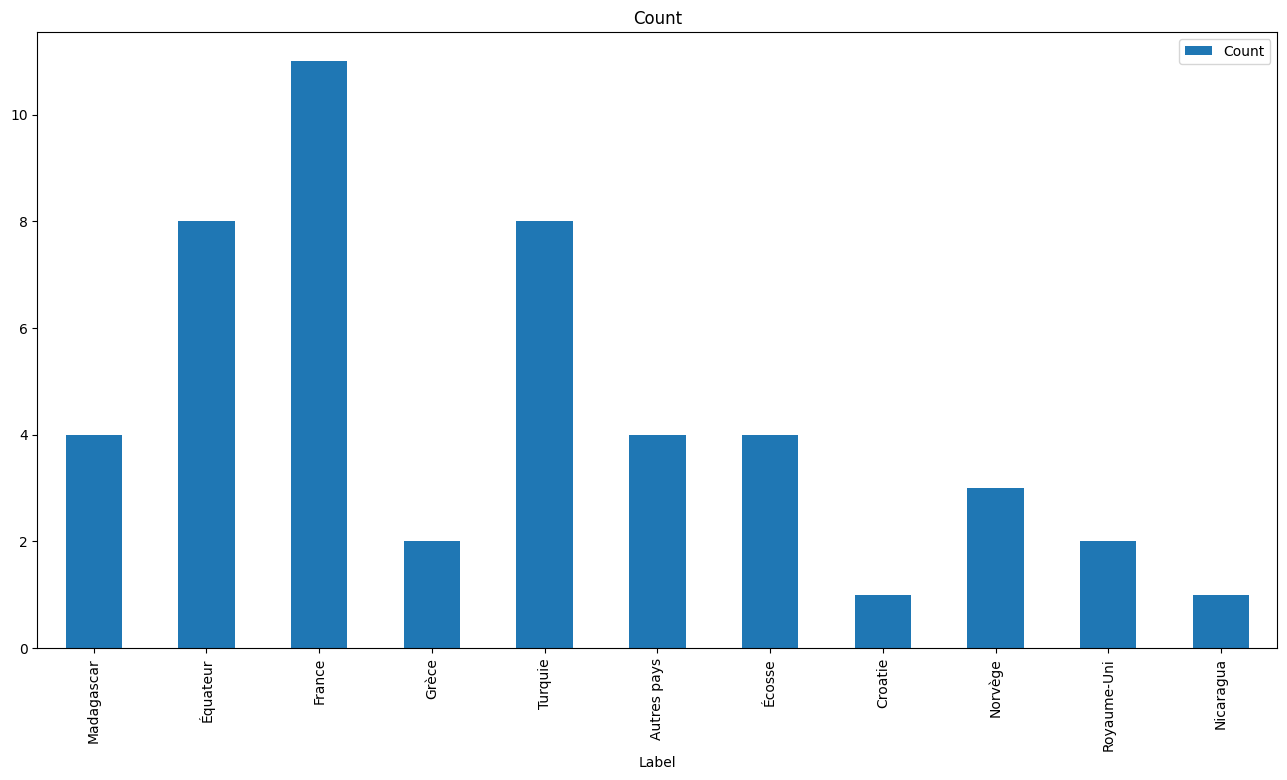 Count
Count
10
8
6
4
2
0
Madagascar
Équateur
France
Grèce
Turquie
Autres pays
Écosse
Croatie
Norvège
Royaume-Uni
Nicaragua
Label